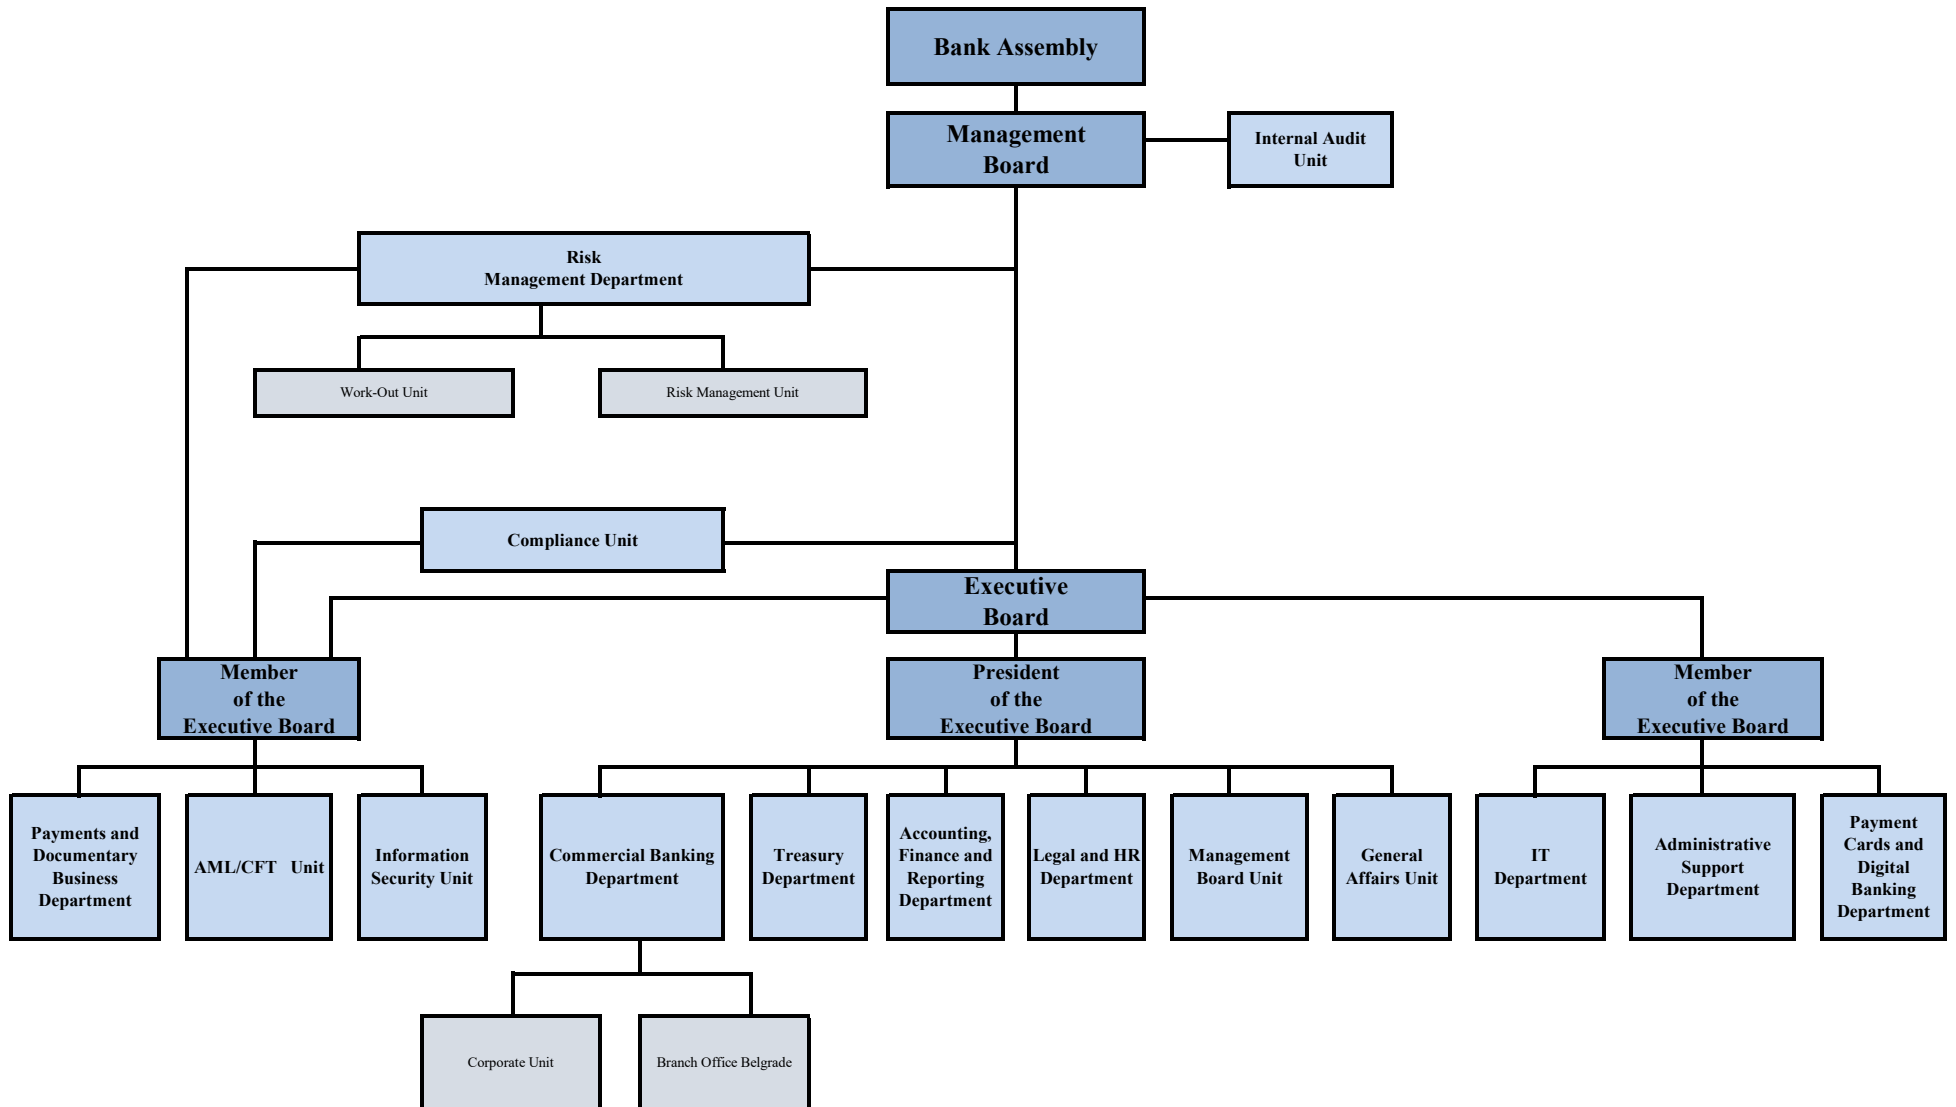 Bank Assembly
Management
Board
Internal Audit
Unit
Risk
Management Department
Work-Out Unit
Risk Management Unit
Compliance Unit
Executive
Board
Member
of the
Executive Board
President
of the
Executive Board
Member
of the
Executive Board
Payments and
Documentary
Business
Department
AML/CFT Unit
Information
Security Unit
Commercial Banking
Department
Treasury
Department
Accounting,
Finance and
Reporting
Department
Legal and HR
Department
Management
Board Unit
General
Affairs Unit
IT
Department
Administrative
Support
Department
Payment
Cards and
Digital
Banking
Department
Corporate Unit
Branch Office Belgrade